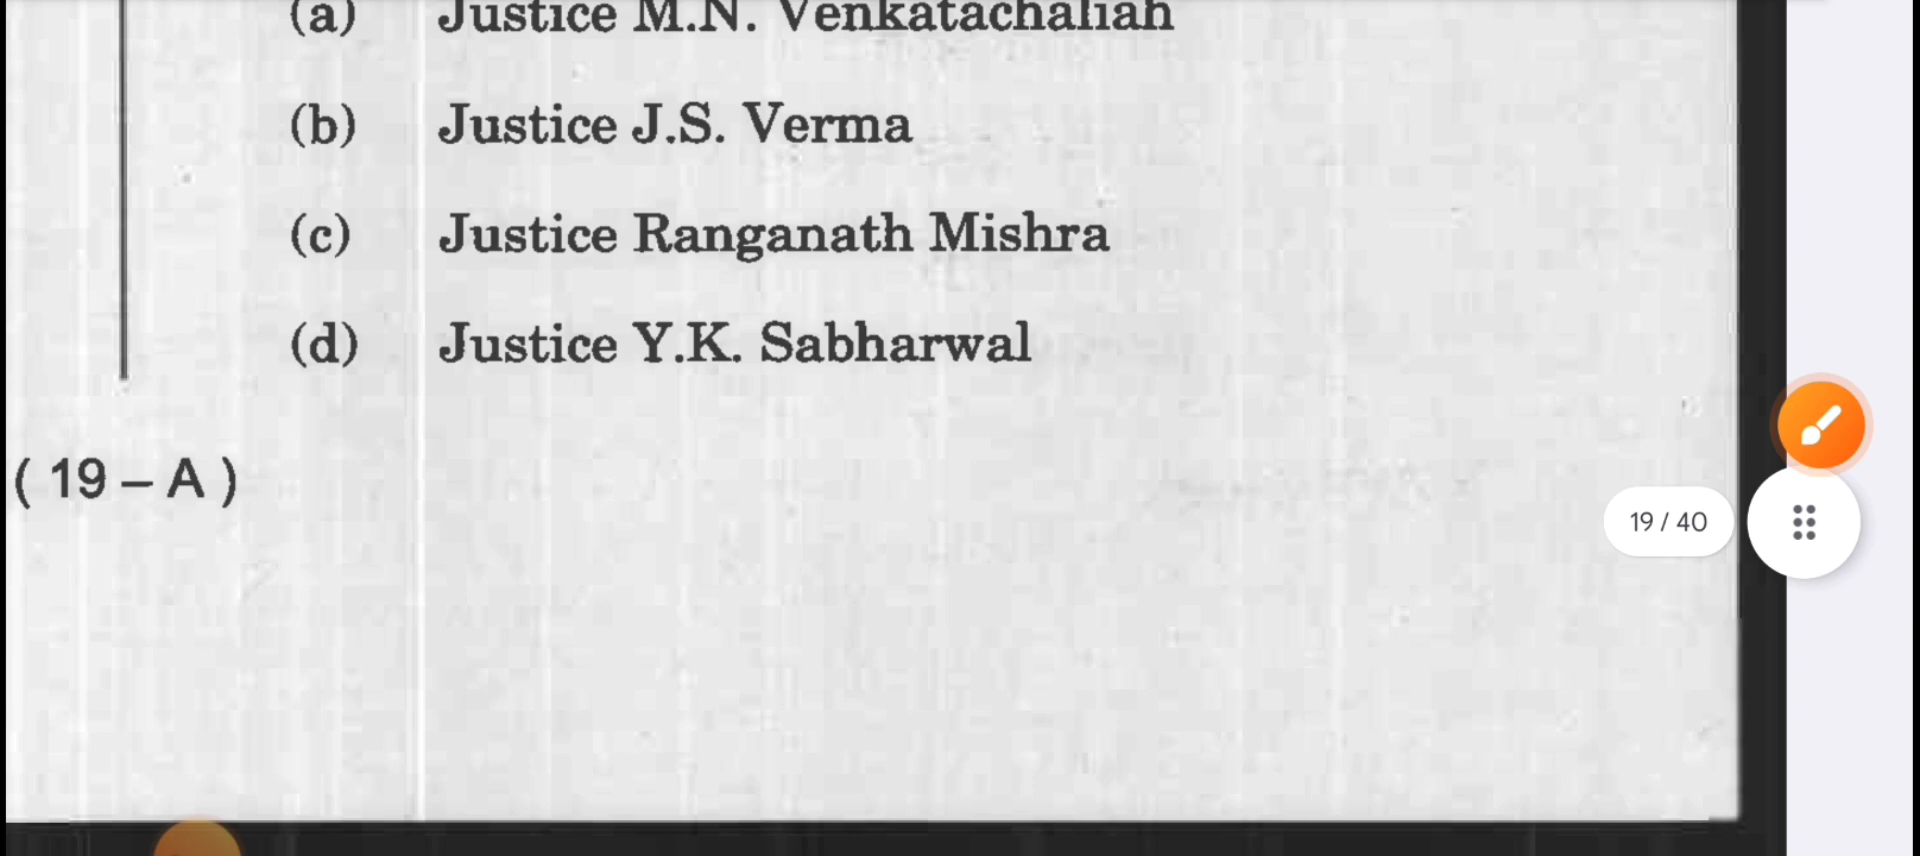 (a) Justice M.N. Venkatachaliah
(b) Justice J.S. Verma
(c) Justice Ranganath Mishra
(d) Justice Y.K. Sabharwal
( 19 – A )
19 / 40